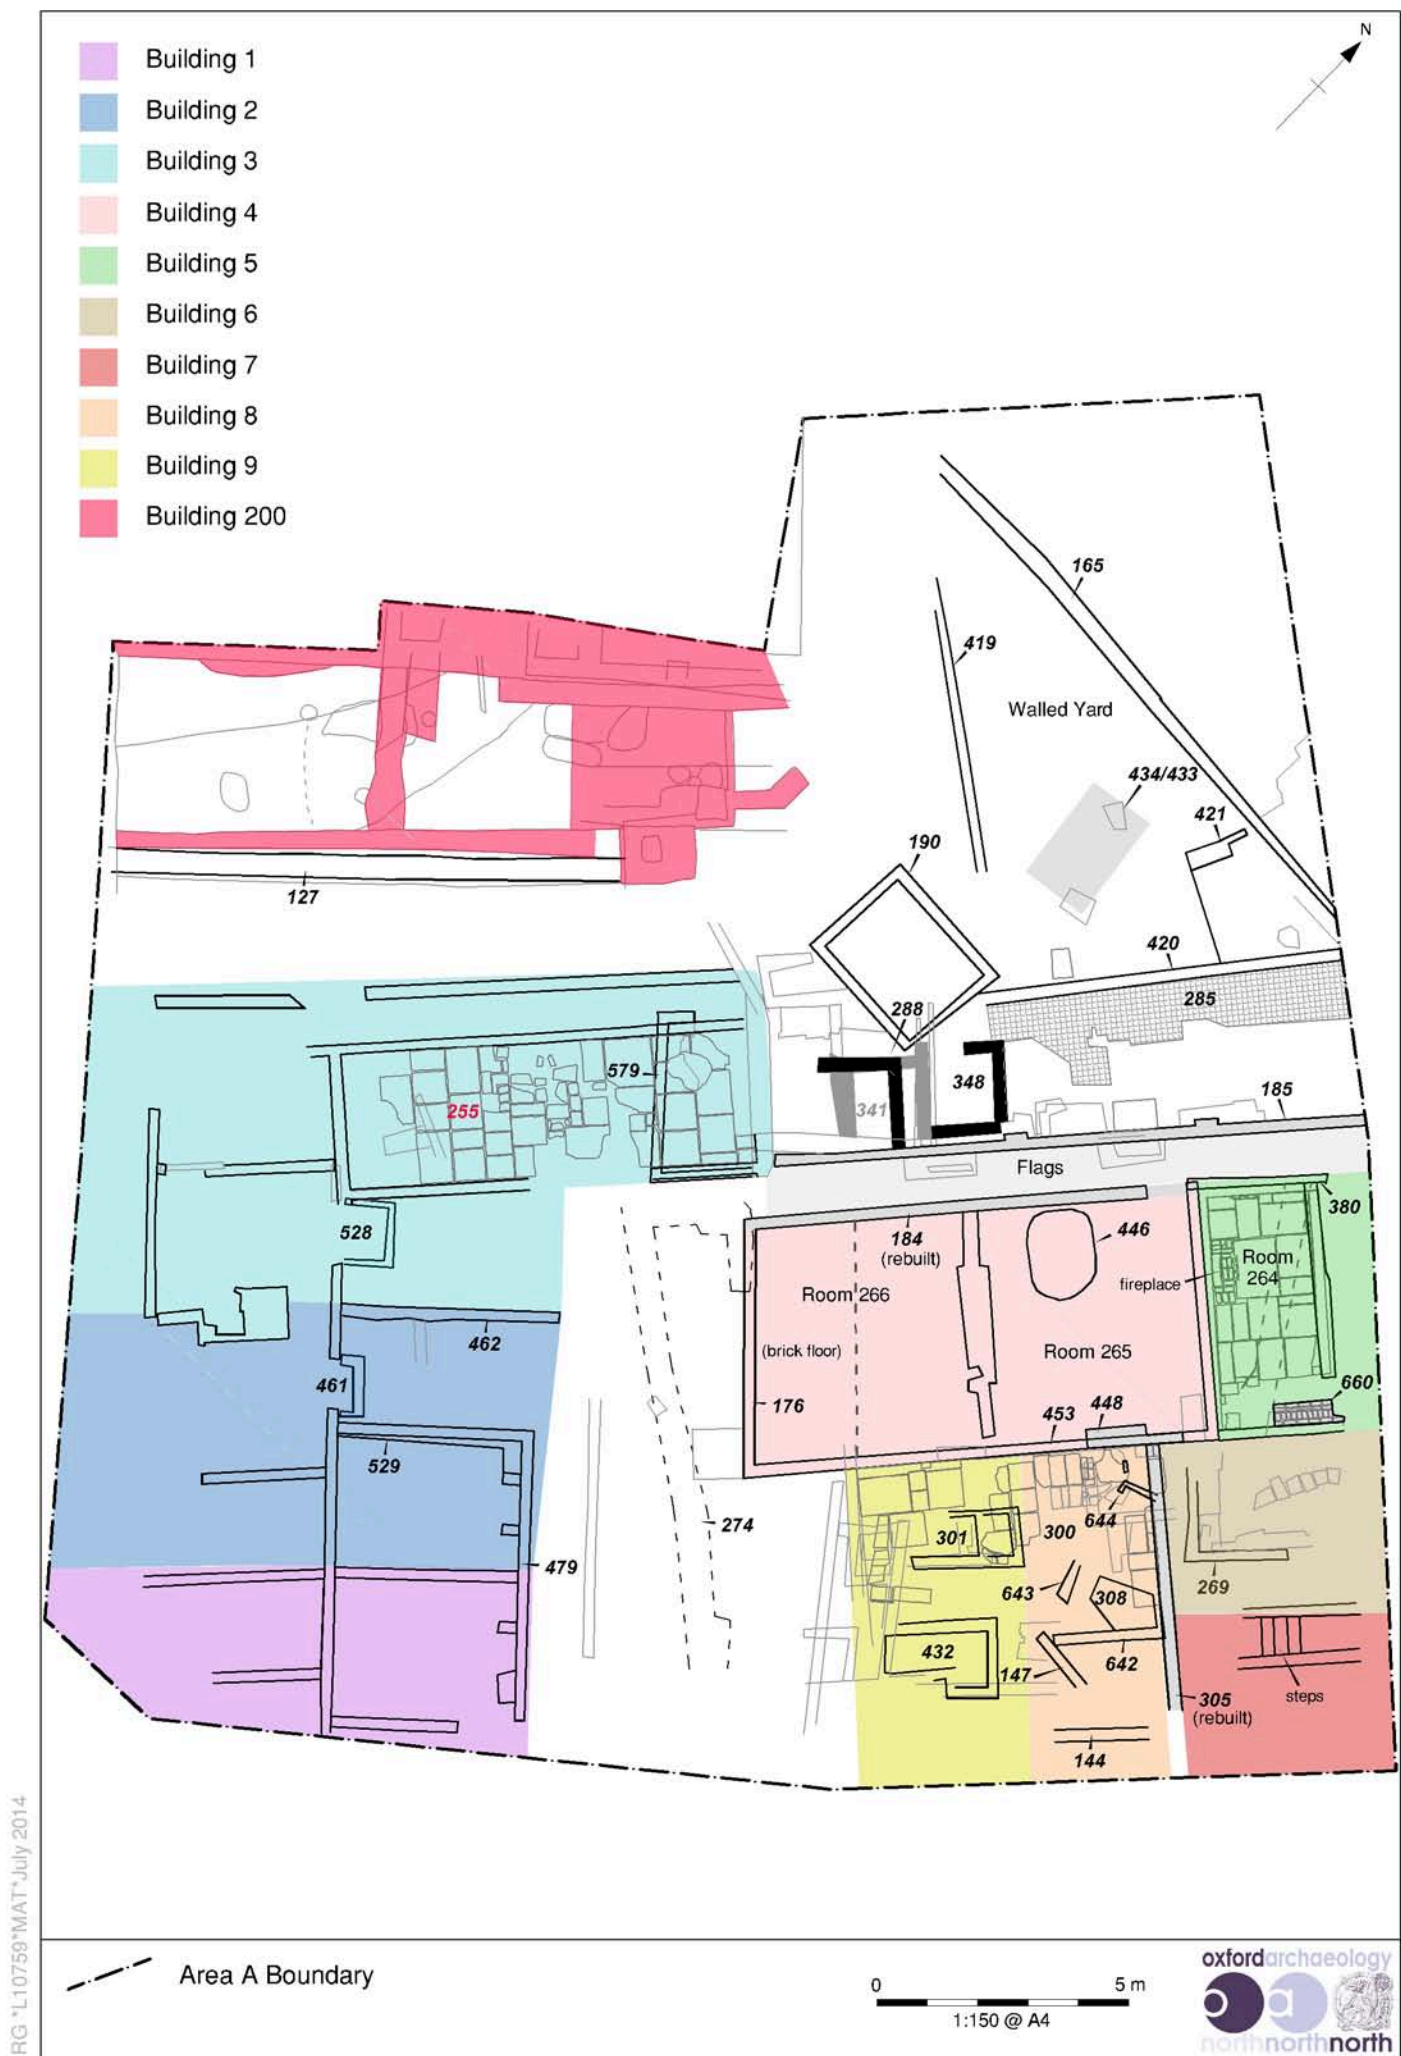 N
Building 1
Building 2
Building 3
Building 4
Building 5
Building 6
Building 7
Building 8
Building 9
Building 200
165
419
Walled Yard
434/433
421
190
127
420
285
288
579
348
255
341
185
Flags
528
184
(rebuilt)
446
380
Room 264
fireplace
Room 266
462
(brick floor)
Room 265
461
660
176
448
453
529
274
301
300
644
479
643
308
269
432
147
642
305
(rebuilt)
steps
144
Area A Boundary
0 5 m
1:150 @ A4
oxfordarchaeology
oa
northnorthnorth
RG *L10759*MAT*July 2014